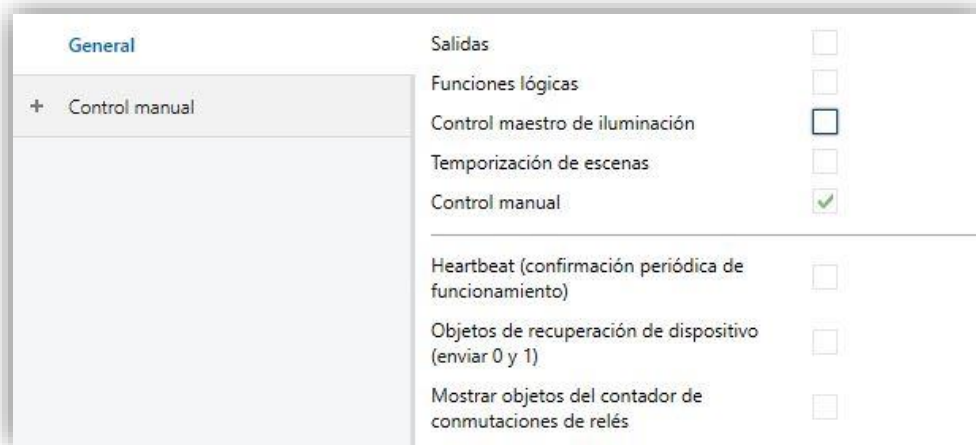 General
+ Control manual
Salidas
Funciones lógicas
Control maestro de iluminación
Temporización de escenas
Control manual
Heartbeat (confirmación periódica de
funcionamiento)
Objetos de recuperación de dispositivo
(enviar 0 y 1)
Mostrar objetos del contador de
conmutaciones de relés